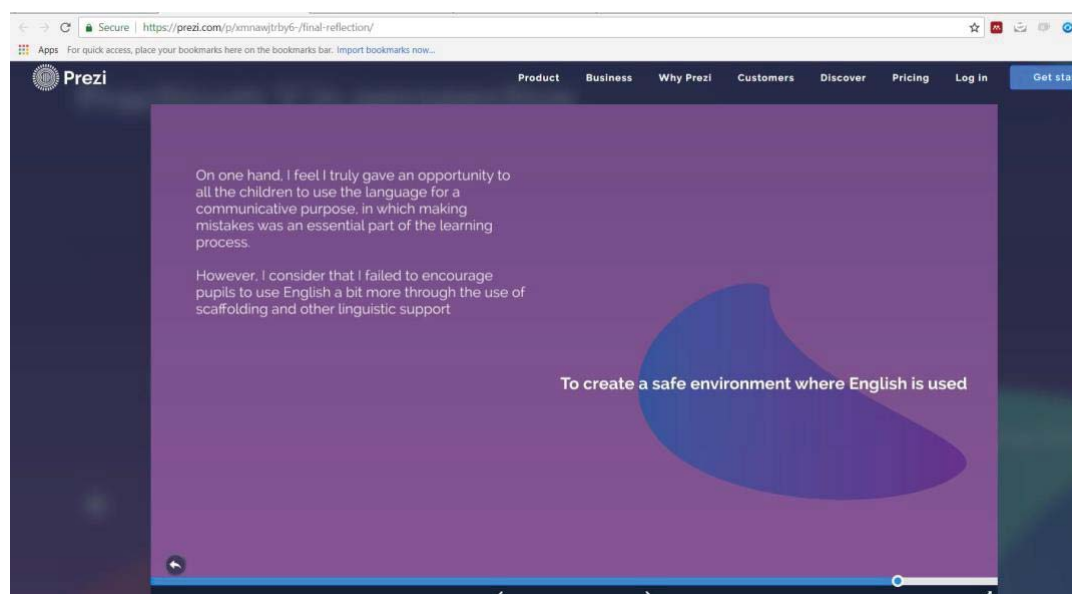 Secure | https://prezi.com/p/xmnawjtrby6-/final-reflection/
Apps For quick access, place your bookmarks here on the bookmarks bar. Import bookmarks now...
Prezi Product Business Why Prezi Customers Discover Pricing Log in Get sta
On one hand, I feel I truly gave an opportunity to
all the children to use the language for a
communicative purpose, in which making
mistakes was an essential part of the learning
process.
However, I consider that I failed to encourage
pupils to use English a bit more through the use of
scaffolding and other linguistic support
To create a safe environment where English is used